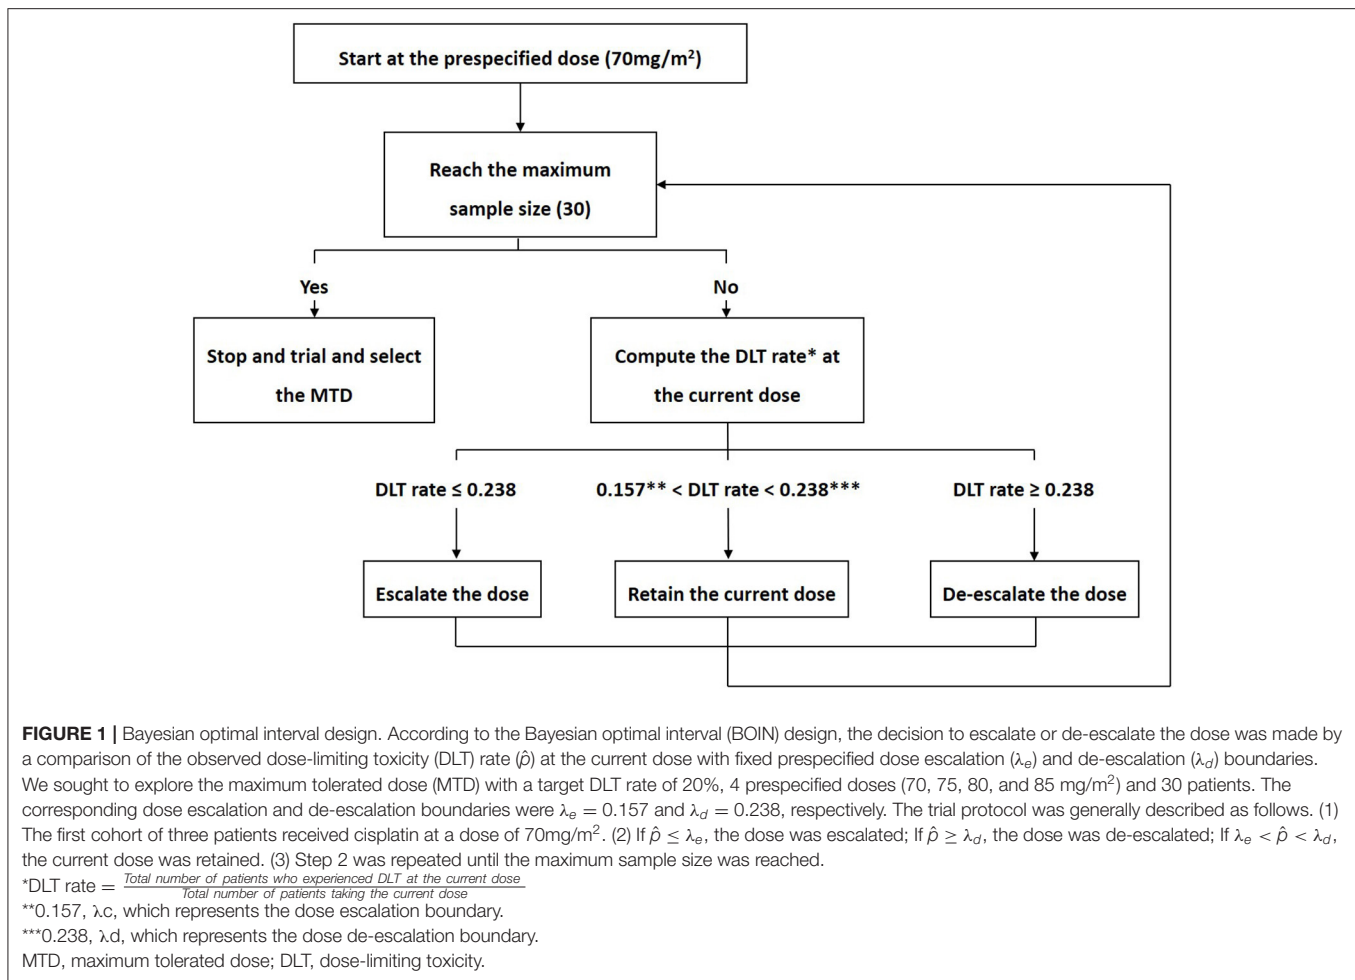 Start at the prespecified dose (70mg/m²)
Reach the maximum
sample size (30)
Yes
No
Stop and trial and select
the MTD
Compute the DLT rate* at
the current dose
DLT rate ≤ 0.238
0.157** < DLT rate < 0.238***
DLT rate ≥ 0.238
Escalate the dose
Retain the current dose
De-escalate the dose
FIGURE 1 | Bayesian optimal interval design. According to the Bayesian optimal interval (BOIN) design, the decision to escalate or de-escalate the dose was made by
a comparison of the observed dose-limiting toxicity (DLT) rate (p̂) at the current dose with fixed prespecified dose escalation (λe) and de-escalation (λd) boundaries.
We sought to explore the maximum tolerated dose (MTD) with a target DLT rate of 20%, 4 prespecified doses (70, 75, 80, and 85 mg/m²) and 30 patients. The
corresponding dose escalation and de-escalation boundaries were λe = 0.157 and λd = 0.238, respectively. The trial protocol was generally described as follows. (1)
The first cohort of three patients received cisplatin at a dose of 70mg/m². (2) If p̂ ≤ λe, the dose was escalated; If p̂ ≥ λd, the dose was de-escalated; If λe < p̂ < λd,
the current dose was retained. (3) Step 2 was repeated until the maximum sample size was reached.
*DLT rate = Total number of patients who experienced DLT at the current dose / Total number of patients taking the current dose
**0.157, λc, which represents the dose escalation boundary.
***0.238, λd, which represents the dose de-escalation boundary.
MTD, maximum tolerated dose; DLT, dose-limiting toxicity.